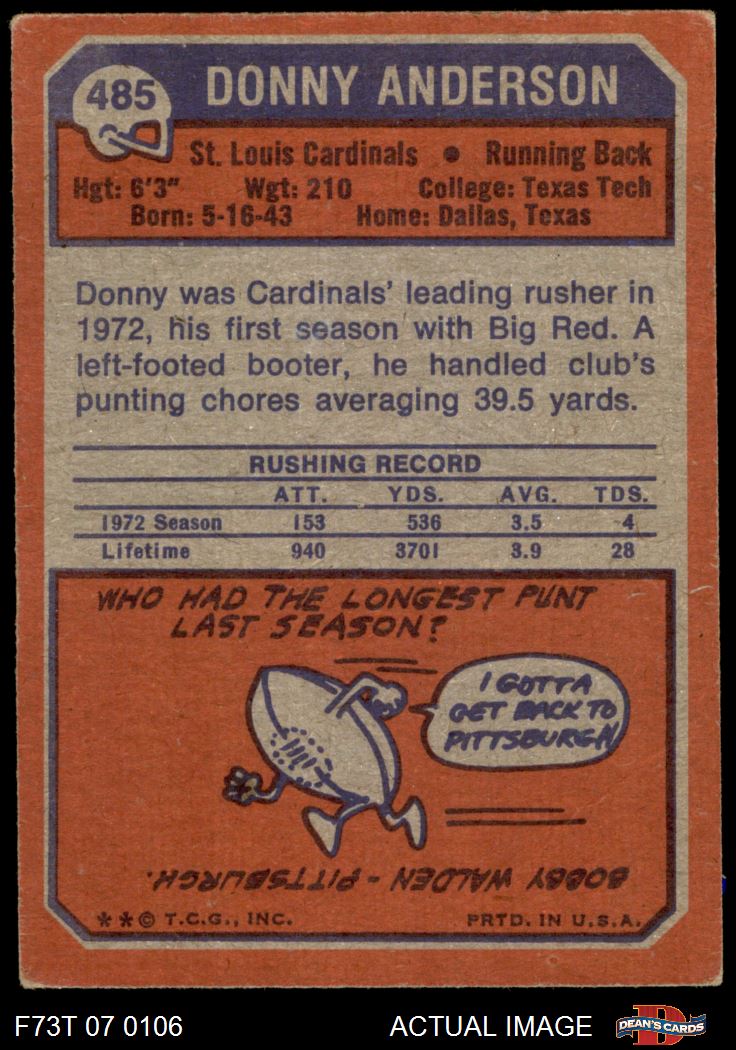 485 DONNY ANDERSON
St. Louis Cardinals • Running Back
Hgt: 6'3" Wgt: 210 College: Texas Tech
Born: 5-16-43 Home: Dallas, Texas
Donny was Cardinals' leading rusher in
1972, his first season with Big Red. A
left-footed booter, he handled club's
punting chores averaging 39.5 yards.
RUSHING RECORD
ATT. YDS. AVG. TDS.
1972 Season 153 536 3.5 4
Lifetime 940 3701 3.9 28
WHO HAD THE LONGEST PUNT
LAST SEASON?
I GOTTA
GET BACK TO
PITTSBURGH
BOBBY WALDEN - PITTSBURGH.
**© T.C.G., INC. PRTD. IN U.S.A.
F73T 07 0106 ACTUAL IMAGE D DEAN'S CARDS